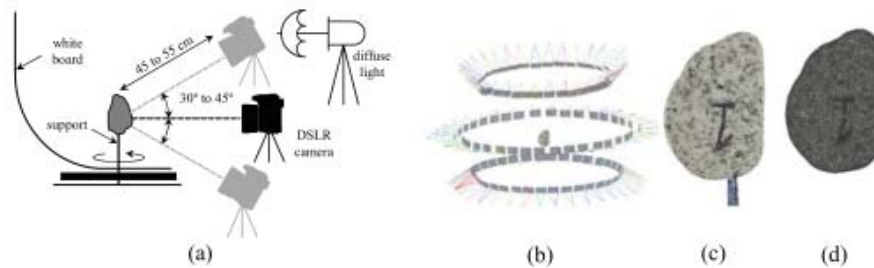 white
board
45 to 55 cm
diffuse
light
30° to 45°
support
DSLR
camera
I
(a)
(b)
(c)
(d)